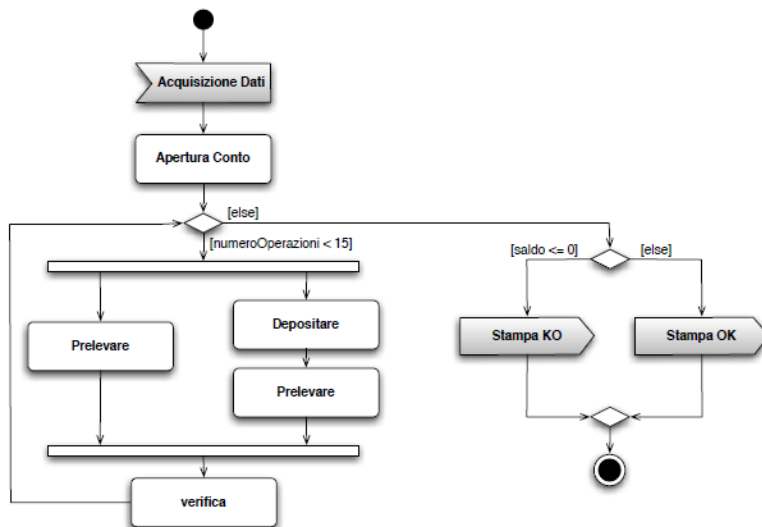 Acquisizione Dati
Apertura Conto
[else]
[numeroOperazioni < 15]
[saldo <= 0]
[else]
Depositare
Prelevare
Stampa KO
Stampa OK
Prelevare
verifica